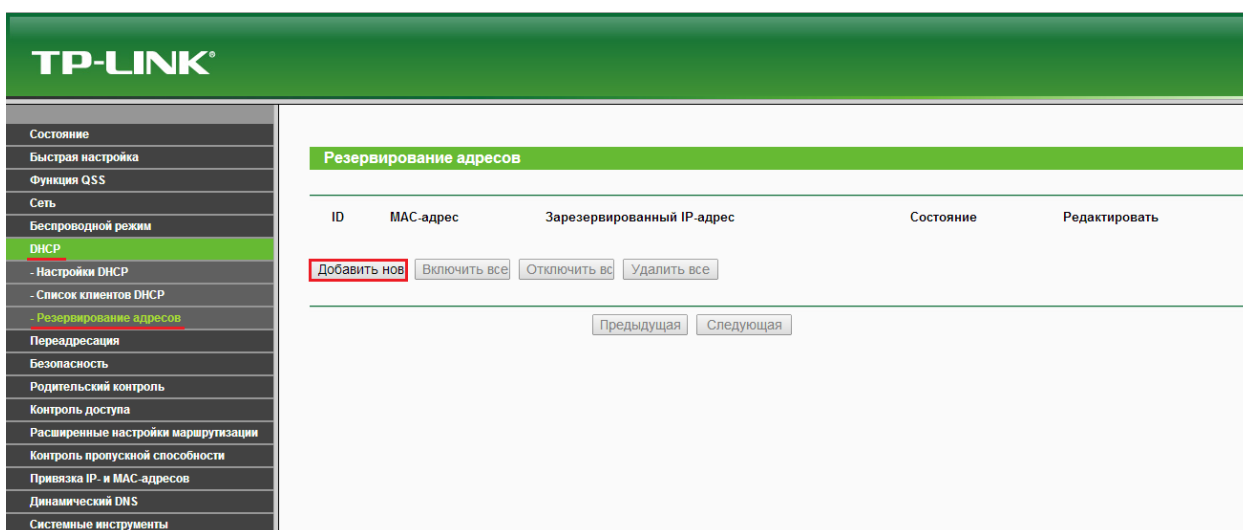 TP-LINK®
Состояние
Быстрая настройка
Функция QSS
Сеть
Беспроводной режим
DHCP
- Настройки DHCP
- Список клиентов DHCP
- Резервирование адресов
Переадресация
Безопасность
Родительский контроль
Контроль доступа
Расширенные настройки маршрутизации
Контроль пропускной способности
Привязка IP- и MAC-адресов
Динамический DNS
Системные инструменты
Резервирование адресов
ID MAC-адрес Зарезервированный IP-адрес Состояние Редактировать
Добавить нов Включить все Отключить вс Удалить все
Предыдущая Следующая